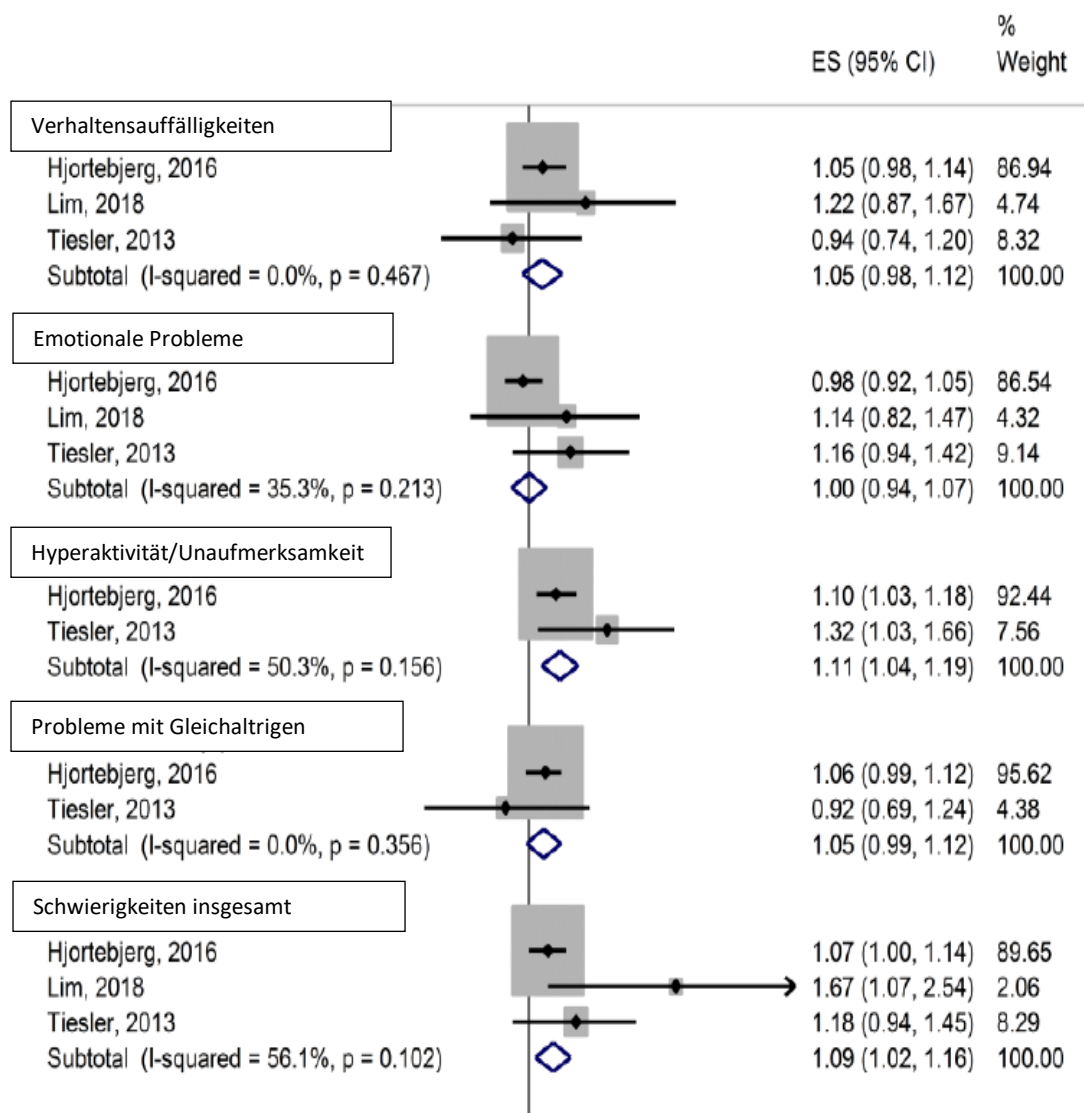 %
ES (95% CI) Weight
Verhaltensauffälligkeiten
Hjortebjerg, 2016 1.05 (0.98, 1.14) 86.94
Lim, 2018 1.22 (0.87, 1.67) 4.74
Tiesler, 2013 0.94 (0.74, 1.20) 8.32
Subtotal (I-squared = 0.0%, p = 0.467) 1.05 (0.98, 1.12) 100.00
Emotionale Probleme
Hjortebjerg, 2016 0.98 (0.92, 1.05) 86.54
Lim, 2018 1.14 (0.82, 1.47) 4.32
Tiesler, 2013 1.16 (0.94, 1.42) 9.14
Subtotal (I-squared = 35.3%, p = 0.213) 1.00 (0.94, 1.07) 100.00
Hyperaktivität/Unaufmerksamkeit
Hjortebjerg, 2016 1.10 (1.03, 1.18) 92.44
Tiesler, 2013 1.32 (1.03, 1.66) 7.56
Subtotal (I-squared = 50.3%, p = 0.156) 1.11 (1.04, 1.19) 100.00
Probleme mit Gleichaltrigen
Hjortebjerg, 2016 1.06 (0.99, 1.12) 95.62
Tiesler, 2013 0.92 (0.69, 1.24) 4.38
Subtotal (I-squared = 0.0%, p = 0.356) 1.05 (0.99, 1.12) 100.00
Schwierigkeiten insgesamt
Hjortebjerg, 2016 1.07 (1.00, 1.14) 89.65
Lim, 2018 1.67 (1.07, 2.54) 2.06
Tiesler, 2013 1.18 (0.94, 1.45) 8.29
Subtotal (I-squared = 56.1%, p = 0.102) 1.09 (1.02, 1.16) 100.00